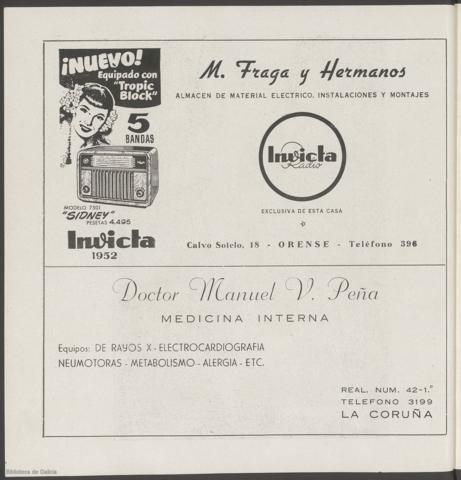 ¡NUEVO!
Equipado con
"Tropic
Block"
5
BANDAS
MODELO 7301
"SIDNEY"
PESETAS 4.495
Invicta
1952
M. Fraga y Hermanos
ALMACEN DE MATERIAL ELECTRICO, INSTALACIONES Y MONTAJES
Invicta
Radio
EXCLUSIVA DE ESTA CASA
Calvo Sotelo, 18 - ORENSE - Teléfono 396
Doctor Manuel V. Peña
MEDICINA INTERNA
Equipos: DE RAYOS X - ELECTROCARDIOGRAFIA
NEUMOTORAS - METABOLISMO - ALERGIA - ETC.
REAL, NUM. 42-1.º
TELEFONO 3199
LA CORUÑA
Biblioteca de Galicia